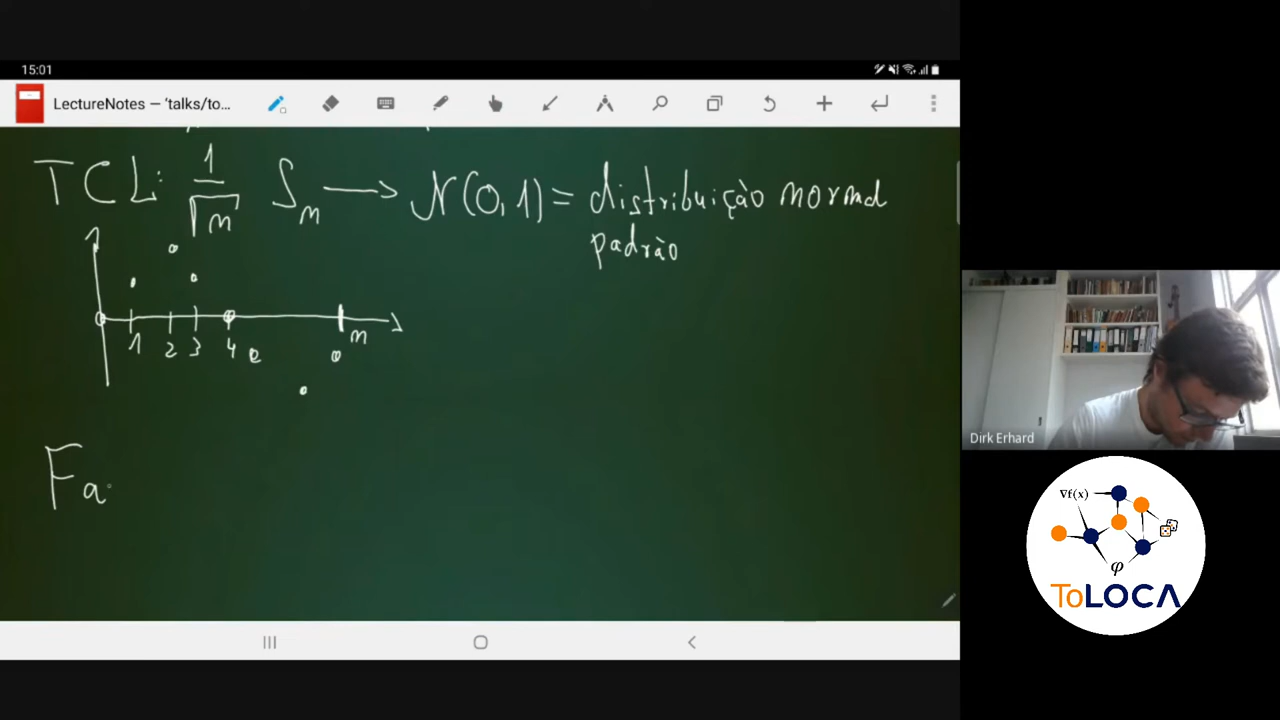 15:01
LectureNotes — 'talks/to...
TCL: 1/√n S_n → N(0,1) = distribuição normal
padrão
1 2 3 4 n
Fa
Dirk Erhard
∇f(x)
φ
ToLOCA